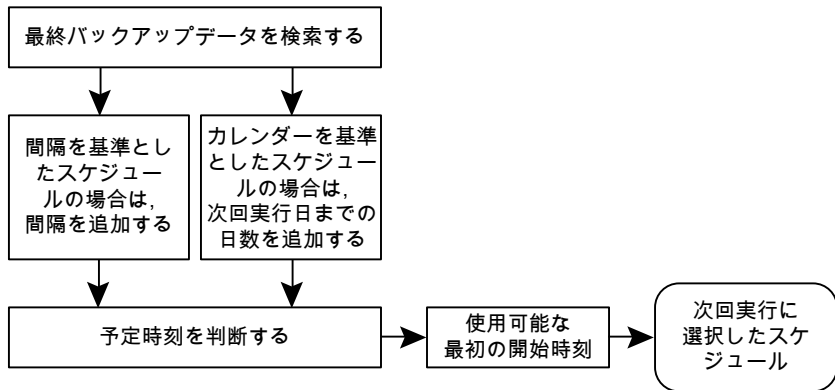 最終バックアップデータを検索する
間隔を基準とし
たスケジュー
ルの場合は,
間隔を追加する
カレンダーを基準
としたスケジュー
ルの場合は,
次回実行日までの
日数を追加する
予定時刻を判断する
使用可能な
最初の開始時刻
次回実行に
選択したスケ
ジュール